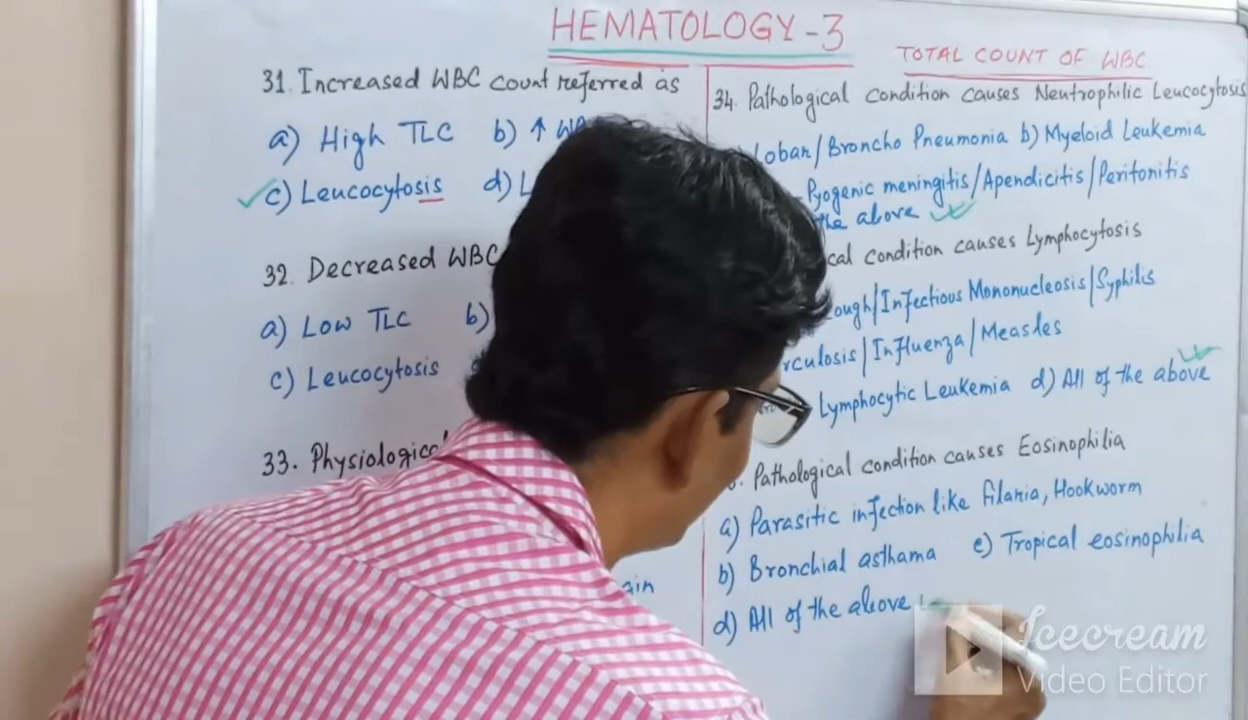 HEMATOLOGY-3
TOTAL COUNT OF WBC
31. Increased WBC count referred as
a) High TLC b) ↑
c) Leucocytosis d)
32. Decreased WBC
a) Low TLC b)
c) Leucocytosis
33. Physiological
34. Pathological condition causes Neutrophilic Leucocytosis
Lobar/Broncho Pneumonia b) Myeloid Leukemia
Pyogenic meningitis/Apendicitis/Peritonitis
the above
condition causes Lymphocytosis
/Infectious Mononucleosis/Syphilis
/Influenza/Measles
Lymphocytic Leukemia d) All of the above
Pathological condition causes Eosinophilia
a) Parasitic infection like filaria, Hookworm
b) Bronchial asthama c) Tropical eosinophilia
d) All of the above
Icecream
Video Editor